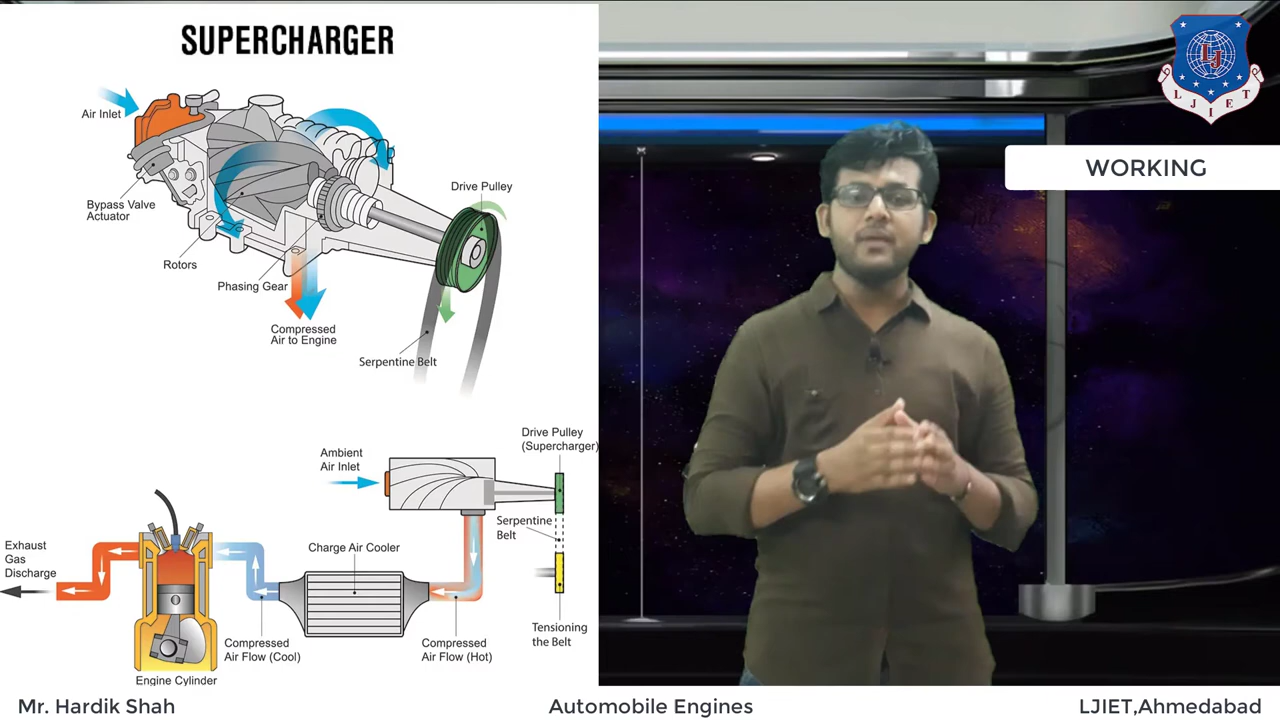 SUPERCHARGER
Air Inlet
Bypass Valve
Actuator
Rotors
Phasing Gear
Compressed
Air to Engine
Drive Pulley
Serpentine Belt
Drive Pulley
(Supercharger)
Ambient
Air Inlet
Serpentine
Belt
Charge Air Cooler
Exhaust
Gas
Discharge
Compressed
Air Flow (Cool)
Compressed
Air Flow (Hot)
Tensioning
the Belt
Engine Cylinder
LJ
LJIET
WORKING
Mr. Hardik Shah
Automobile Engines
LJIET,Ahmedabad